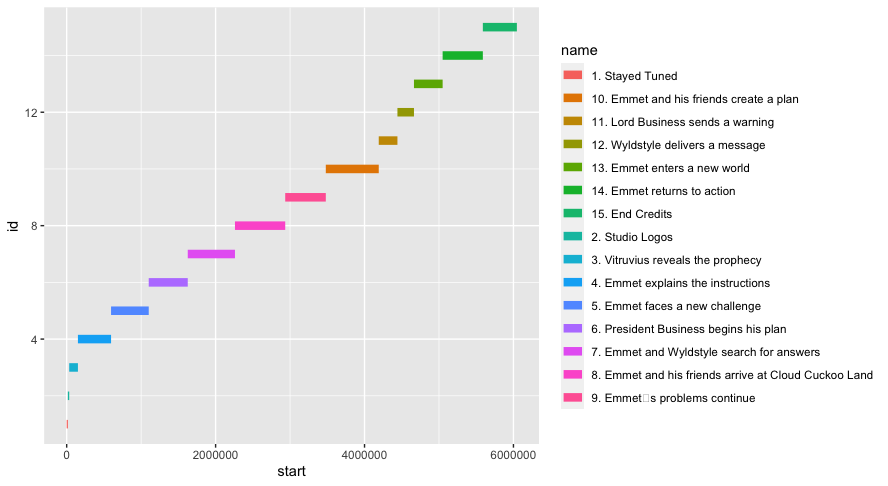 12
8
4
id
0
2000000
4000000
6000000
start
name
1. Stayed Tuned
10. Emmet and his friends create a plan
11. Lord Business sends a warning
12. Wyldstyle delivers a message
13. Emmet enters a new world
14. Emmet returns to action
15. End Credits
2. Studio Logos
3. Vitruvius reveals the prophecy
4. Emmet explains the instructions
5. Emmet faces a new challenge
6. President Business begins his plan
7. Emmet and Wyldstyle search for answers
8. Emmet and his friends arrive at Cloud Cuckoo Land
9. Emmet▯s problems continue